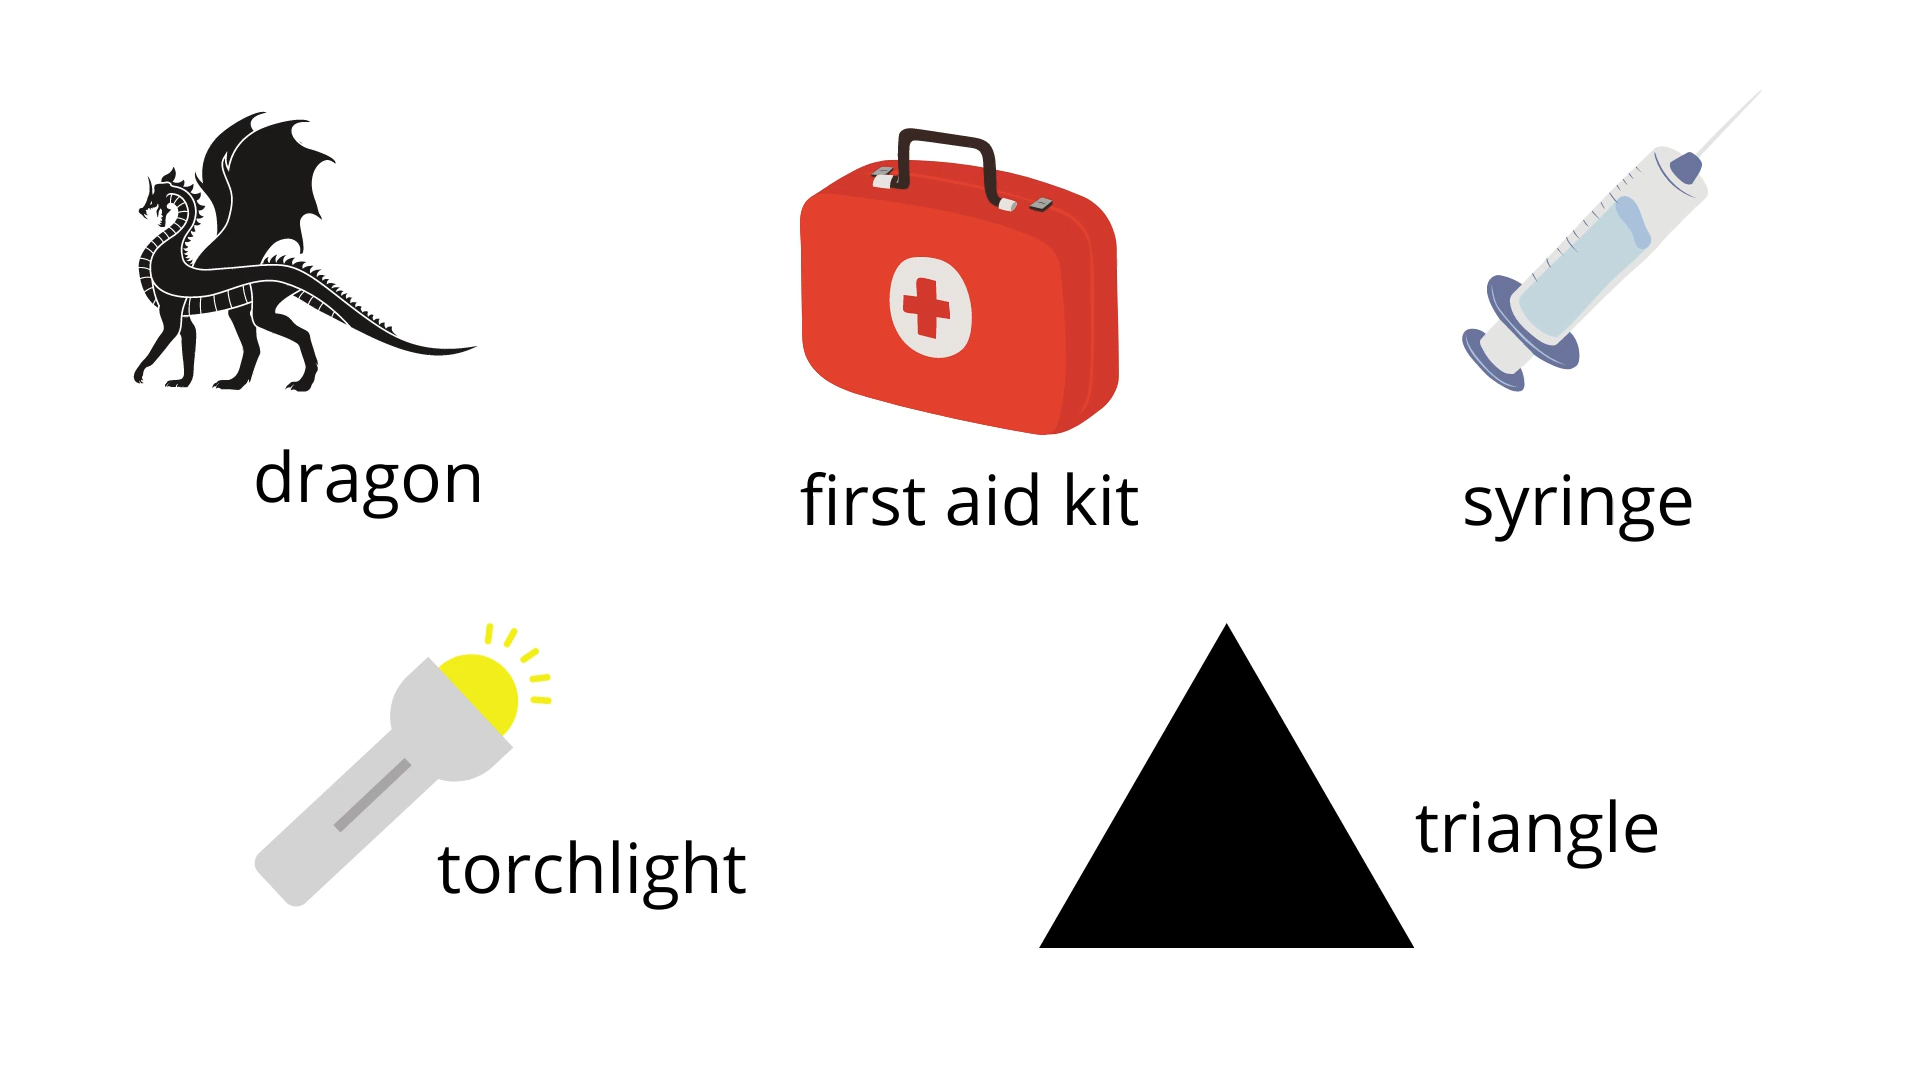 dragon
first aid kit
syringe
torchlight
triangle